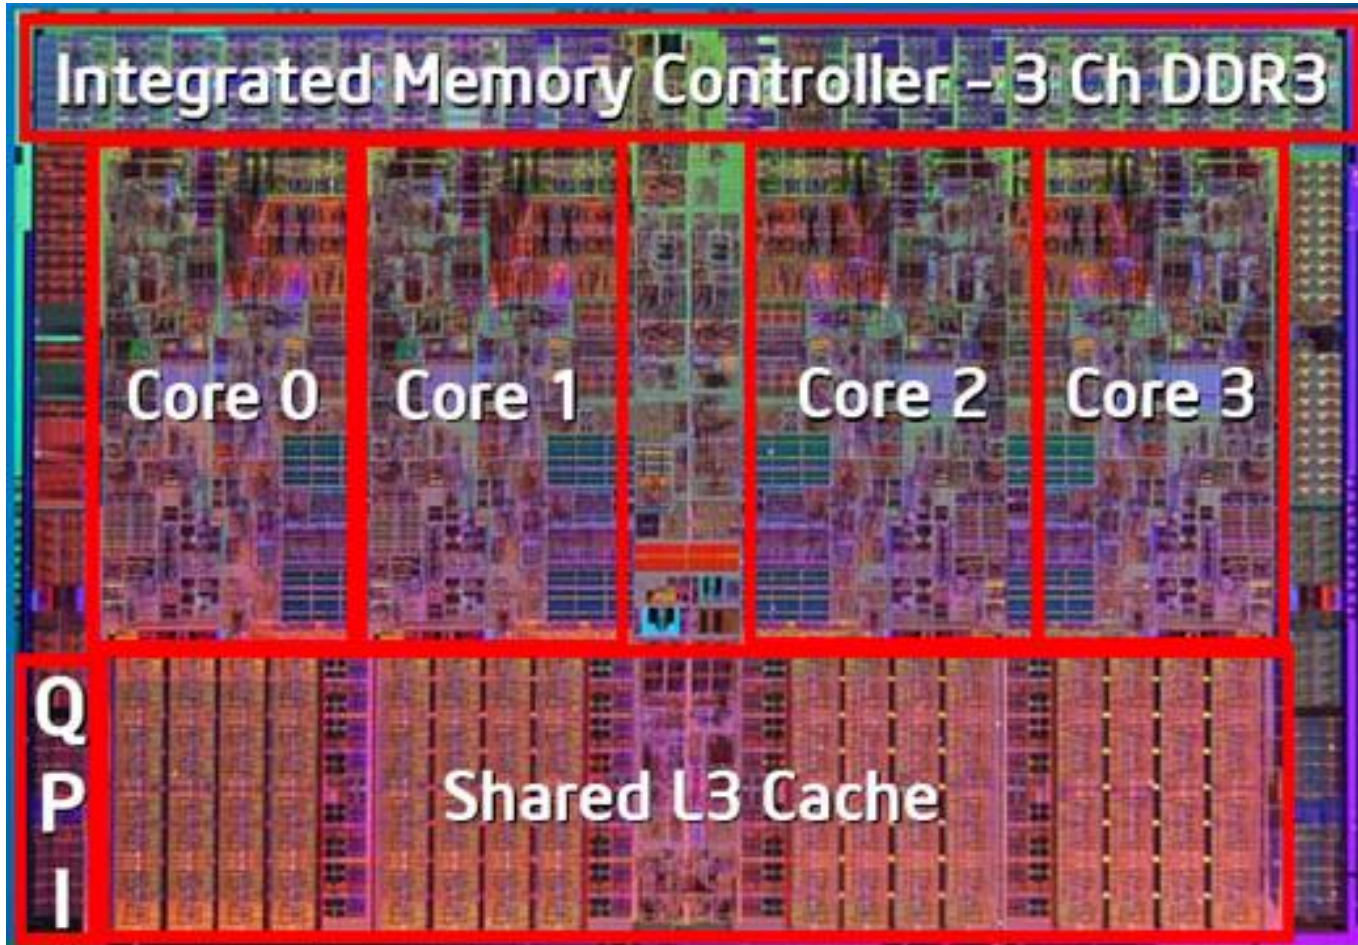 Integrated Memory Controller – 3 Ch DDR3
Core 0
Core 1
Core 2
Core 3
Q
P
I
Shared L3 Cache